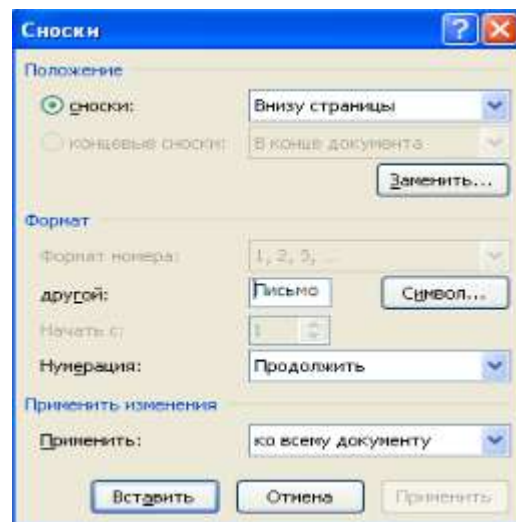 Сноски
Положение
сноски: Внизу страницы
концевые сноски: В конце документа
Заменить...
Формат
Формат номера: 1, 2, 3, ...
другой: Письмо Символ...
Начать с: 1
Нумерация: Продолжить
Применить изменения
Применить: ко всему документу
Вставить Отмена Применить